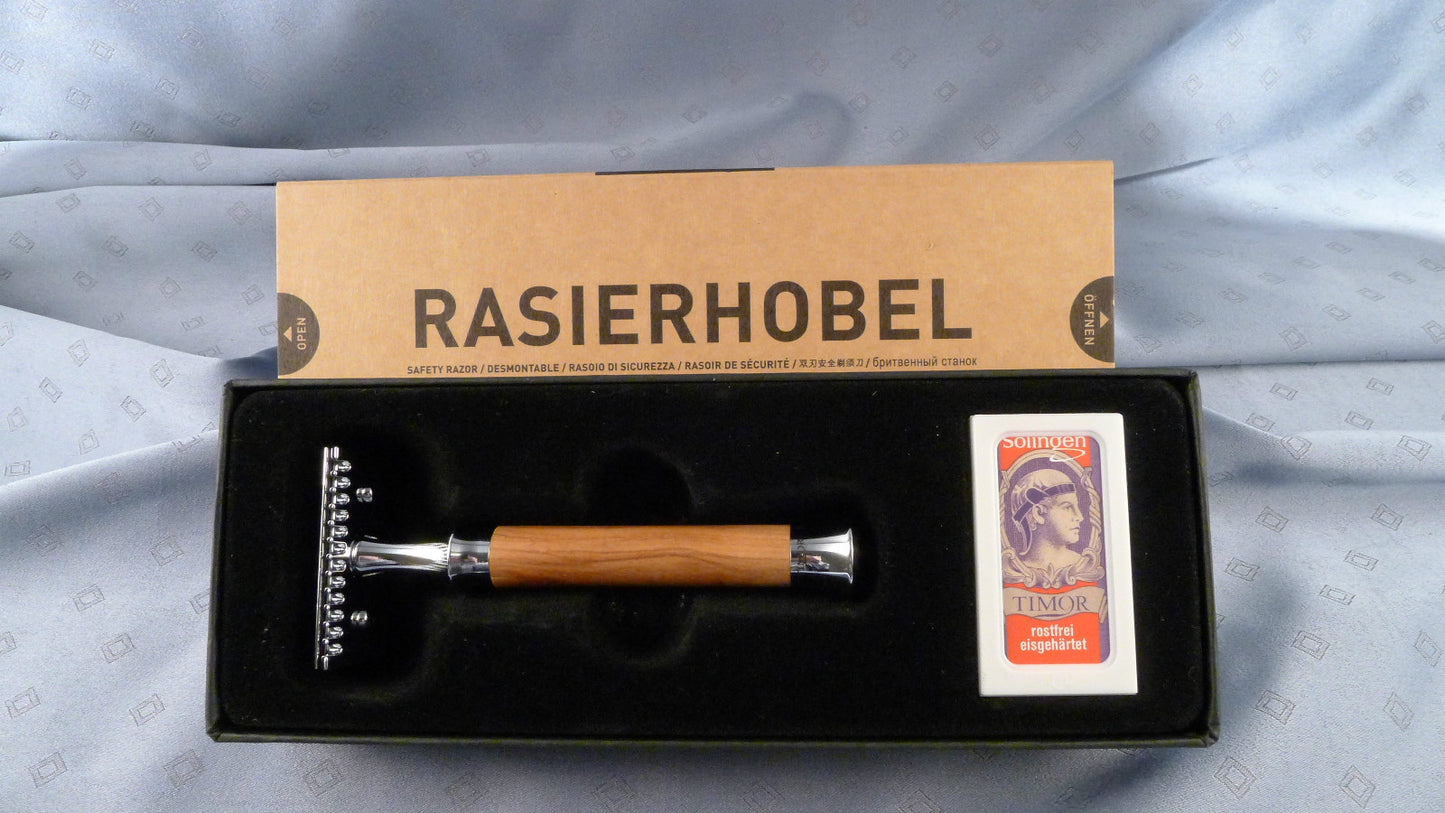 RASIERHOBEL
OPEN
ÖFFNEN
SAFETY RAZOR / DESMONTABLE / RASOIO DI SICUREZZA / RASOIR DE SÉCURITÉ / 双刃安全剃须刀 / бритвенный станок
Solingen
TIMOR
rostfrei
eisgehärtet